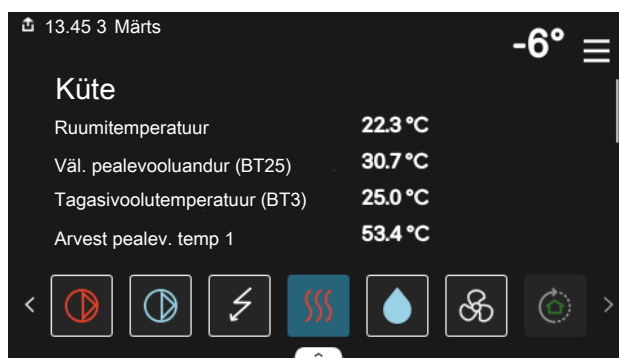 13.45 3 Märts
-6°
Küte
Ruumitemperatuur 22.3 °C
Väl. pealevooluandur (BT25) 30.7 °C
Tagasivoolutemperatuur (BT3) 25.0 °C
Arvest pealev. temp 1 53.4 °C